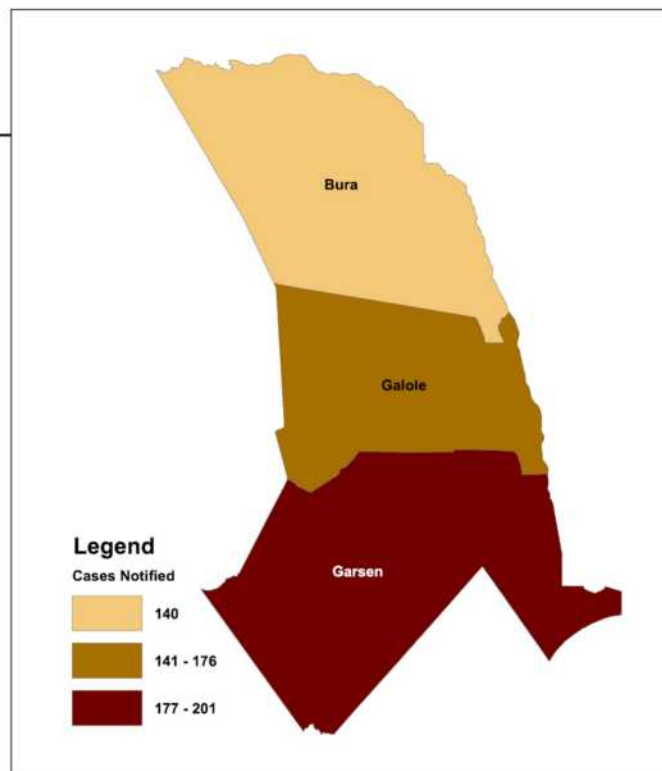 Bura
Galole
Garsen
Legend
Cases Notified
140
141 - 176
177 - 201